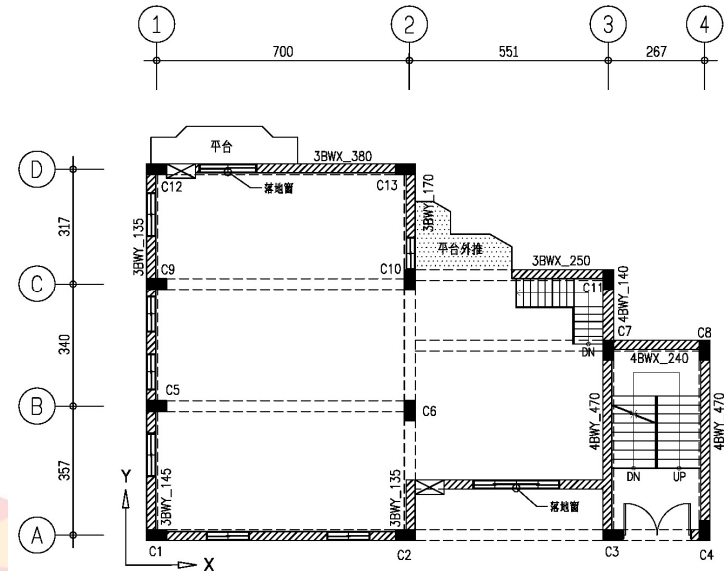 1 2 3 4
700 551 267
平台
D
3BWX_380
C12
落地窗
C13
3BWY_170
317
3BWY_135
平台外推
3BWX_250
C
C9
C10
C11
4BWY_140
C7
C8
340
DN
4BWX_240
C5
B
C6
4BWY_470
4BWY_470
357
DN UP
Y
3BWY_145
3BWY_135
落地窗
A
C1
X
C2
C3
C4